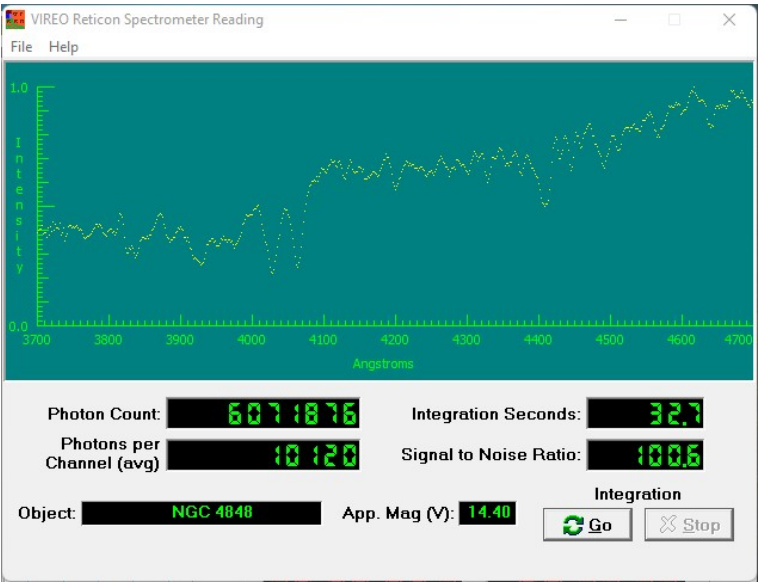 VIREO Reticon Spectrometer Reading
File Help
1.0
Intensity
0.0
3700 3800 3900 4000 4100 4200 4300 4400 4500 4600 4700
Angstroms
Photon Count: 6071876 Integration Seconds: 32.7
Photons per Channel (avg) 10120 Signal to Noise Ratio: 100.6
Object: NGC 4848 App. Mag (V): 14.40
Integration
Go Stop